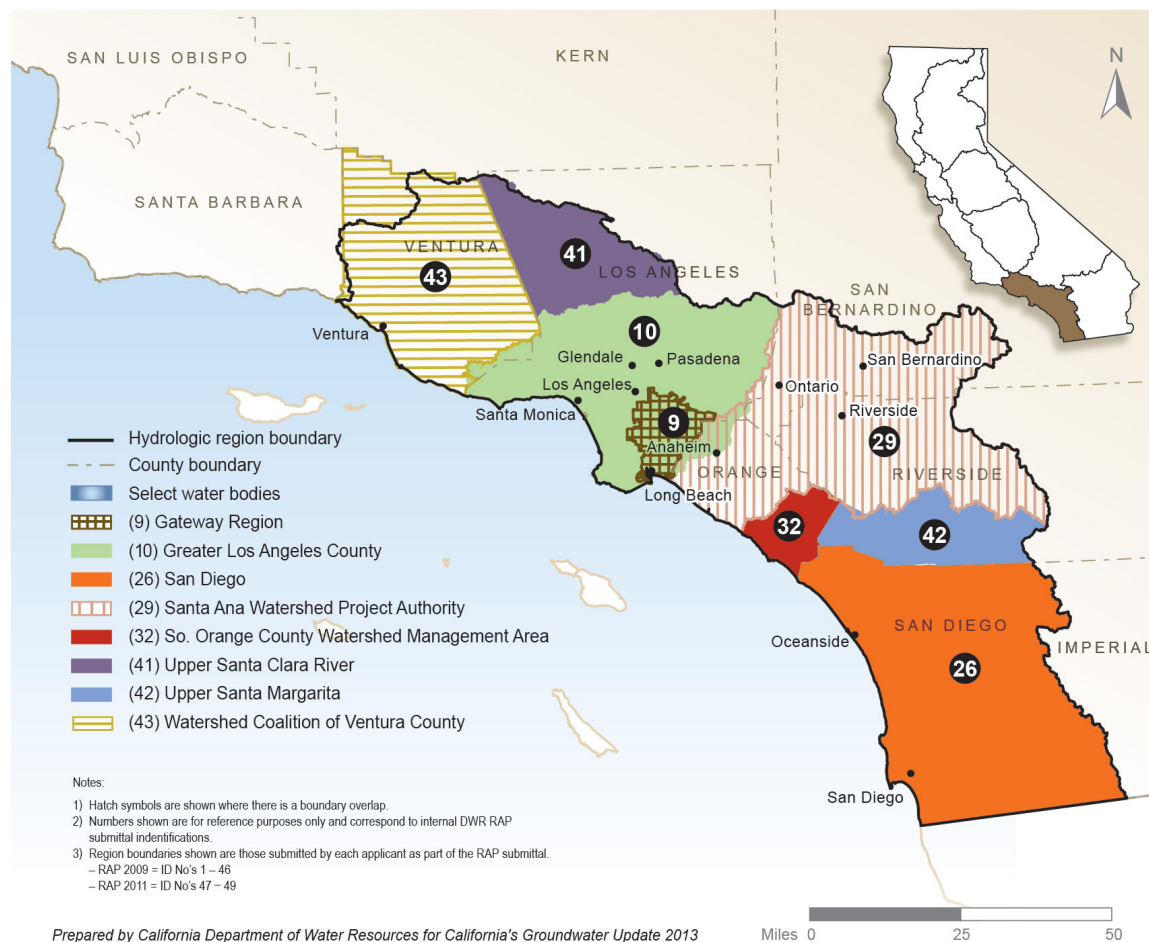 SAN LUIS OBISPO
KERN
N
SANTA BARBARA
VENTURA
41
43
LOS ANGELES
SAN
BERNARDINO
10
Ventura
Glendale
Pasadena
San Bernardino
Los Angeles
Ontario
Santa Monica
Riverside
9
29
Anaheim
ORANGE
RIVERSIDE
Long Beach
32
42
SAN DIEGO
Oceanside
IMPERIAL
26
San Diego
Hydrologic region boundary
County boundary
Select water bodies
(9) Gateway Region
(10) Greater Los Angeles County
(26) San Diego
(29) Santa Ana Watershed Project Authority
(32) So. Orange County Watershed Management Area
(41) Upper Santa Clara River
(42) Upper Santa Margarita
(43) Watershed Coalition of Ventura County
Notes:
1) Hatch symbols are shown where there is a boundary overlap.
2) Numbers shown are for reference purposes only and correspond to internal DWR RAP
submittal indentifications.
3) Region boundaries shown are those submitted by each applicant as part of the RAP submittal.
– RAP 2009 = ID No's 1 – 46
– RAP 2011 = ID No's 47 – 49
Prepared by California Department of Water Resources for California's Groundwater Update 2013
Miles 0 25 50